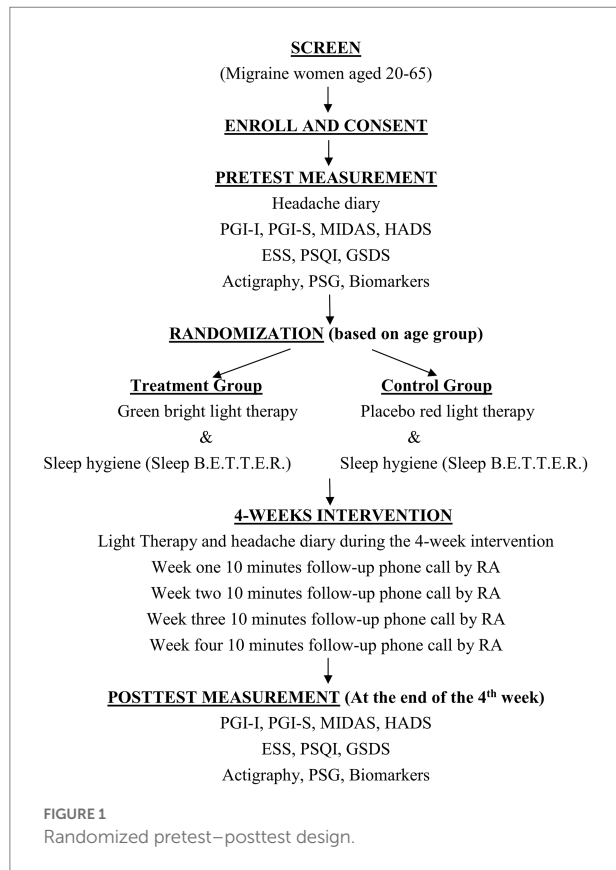 SCREEN
(Migraine women aged 20-65)
ENROLL AND CONSENT
PRETEST MEASUREMENT
Headache diary
PGI-I, PGI-S, MIDAS, HADS
ESS, PSQI, GSDS
Actigraphy, PSG, Biomarkers
RANDOMIZATION (based on age group)
Treatment Group
Green bright light therapy
&
Sleep hygiene (Sleep B.E.T.T.E.R.)
Control Group
Placebo red light therapy
&
Sleep hygiene (Sleep B.E.T.T.E.R.)
4-WEEKS INTERVENTION
Light Therapy and headache diary during the 4-week intervention
Week one 10 minutes follow-up phone call by RA
Week two 10 minutes follow-up phone call by RA
Week three 10 minutes follow-up phone call by RA
Week four 10 minutes follow-up phone call by RA
POSTTEST MEASUREMENT (At the end of the 4th week)
PGI-I, PGI-S, MIDAS, HADS
ESS, PSQI, GSDS
Actigraphy, PSG, Biomarkers
FIGURE 1
Randomized pretest–posttest design.